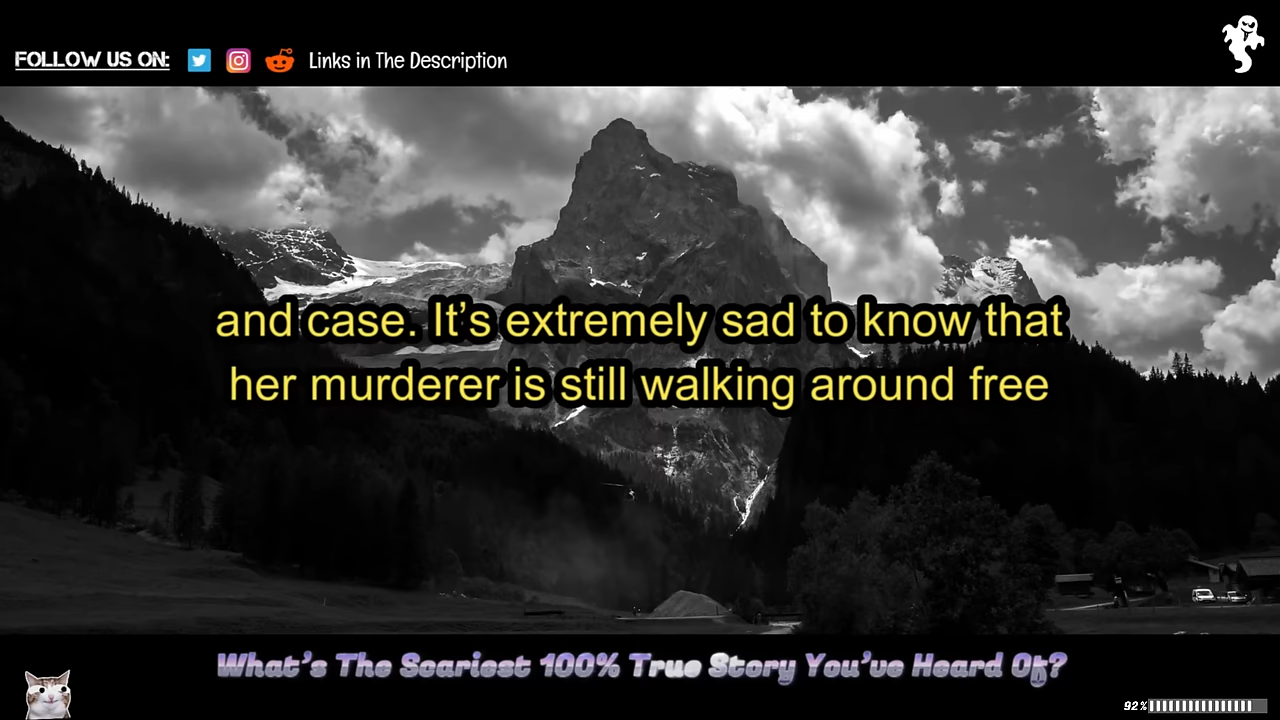 FOLLOW US ON:
Links in The Description
and case. It’s extremely sad to know that
her murderer is still walking around free
What’s The Scariest 100% True Story You’ve Heard Of?
92%